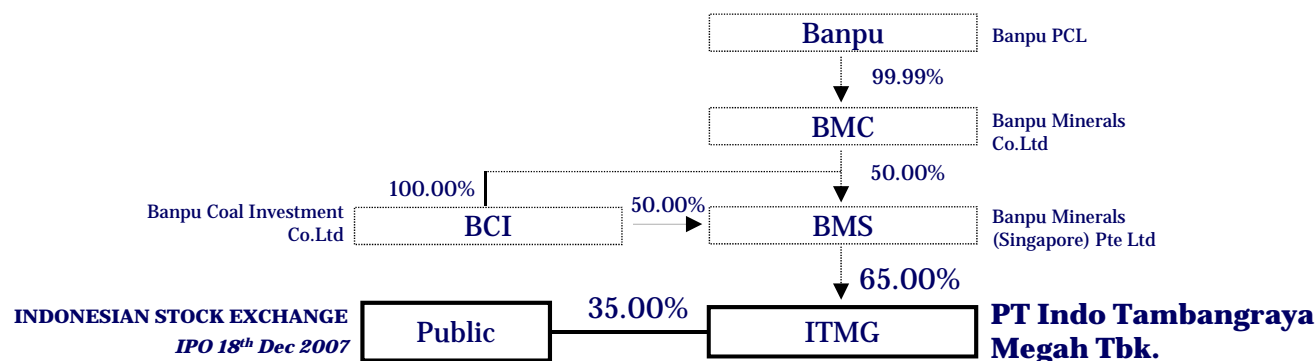 Banpu
Banpu PCL
99.99%
BMC
Banpu Minerals
Co.Ltd
100.00%
50.00%
Banpu Coal Investment
Co.Ltd
BCI
50.00%
BMS
Banpu Minerals
(Singapore) Pte Ltd
65.00%
INDONESIAN STOCK EXCHANGE
IPO 18th Dec 2007
Public
35.00%
ITMG
PT Indo Tambangraya
Megah Tbk.